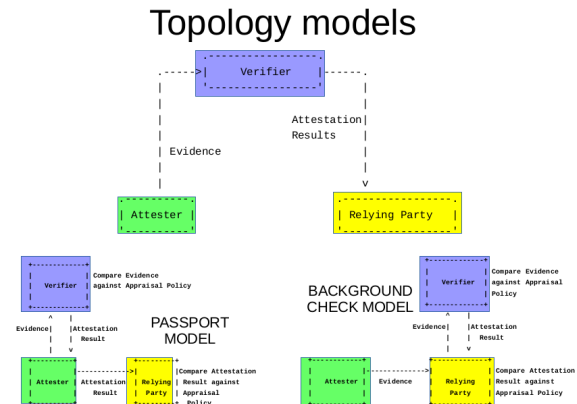 Topology models
Verifier
Attestation
Results
Evidence
Attester
Relying Party
Verifier
Compare Evidence
against Appraisal Policy
Evidence
Attestation
Result
PASSPORT
MODEL
Attester
Attestation
Result
Relying
Party
Compare Attestation
Result against
Appraisal
Policy
BACKGROUND
CHECK MODEL
Verifier
Compare Evidence
against Appraisal
Policy
Evidence
Attestation
Result
Attester
Evidence
Relying
Party
Compare Attestation
Result against
Appraisal Policy